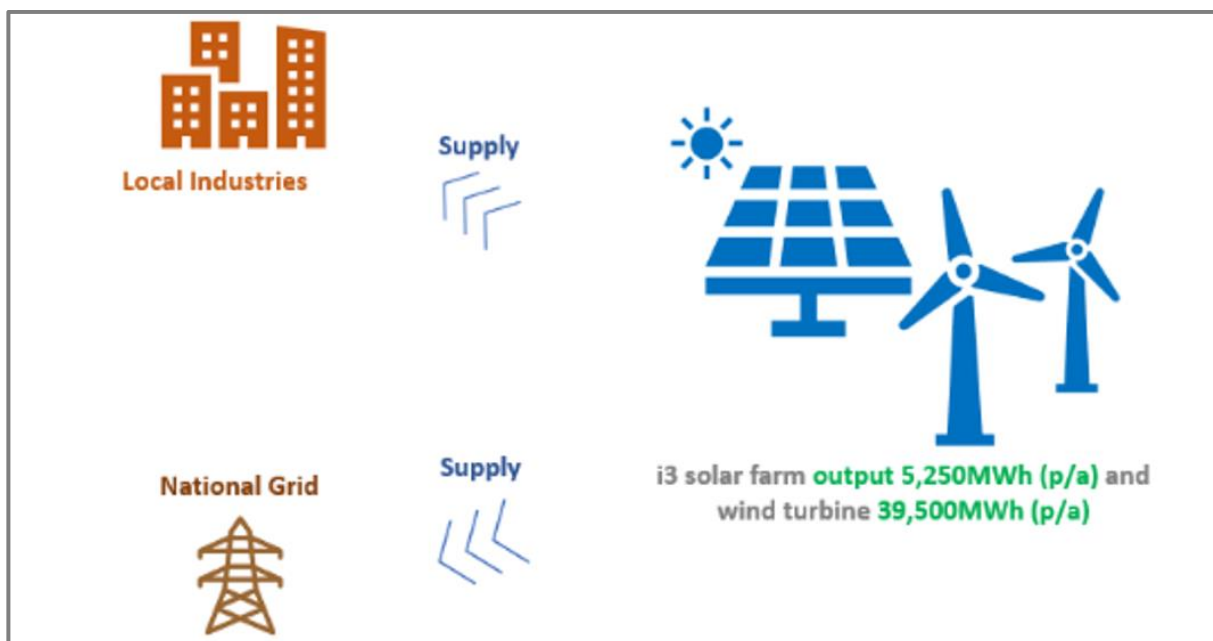 Local Industries
Supply
National Grid
Supply
i3 solar farm output 5,250MWh (p/a) and
wind turbine 39,500MWh (p/a)